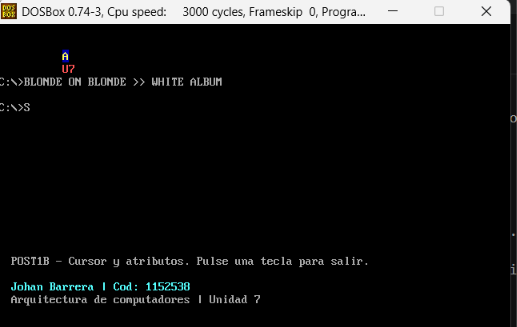 DOSBox 0.74-3, Cpu speed: 3000 cycles, Frameskip 0, Progra...
A
U7
C:\>BLONDE ON BLONDE >> WHITE ALBUM
C:\>S
POST1B - Cursor y atributos. Pulse una tecla para salir.
Johan Barrera | Cod: 1152538
Arquitectura de computadores | Unidad 7